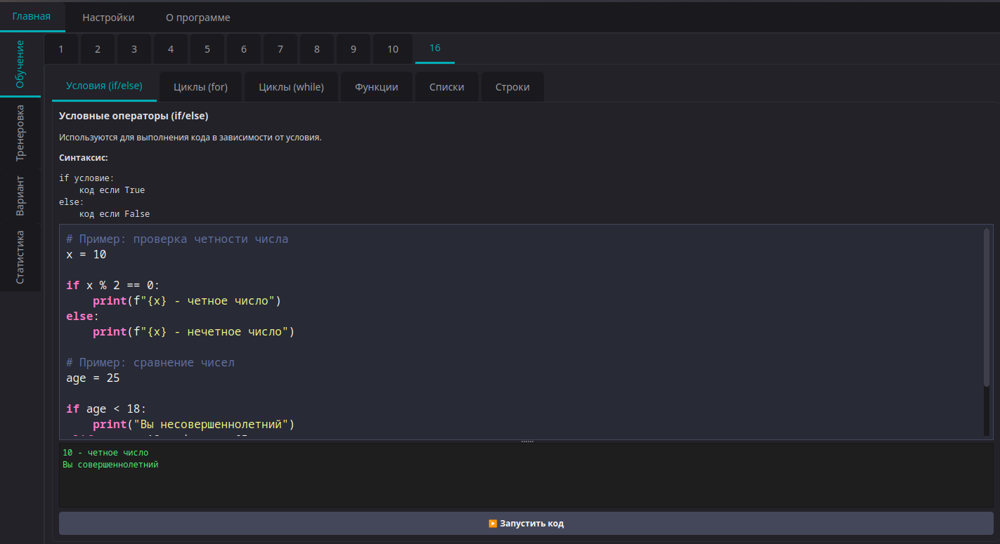 Главная Настройки О программе
Обучение
Тренеровка
Вариант
Статистика
1 2 3 4 5 6 7 8 9 10 16
Условия (if/else) Циклы (for) Циклы (while) Функции Списки Строки
Условные операторы (if/else)
Используются для выполнения кода в зависимости от условия.
Синтаксис:
if условие:
    код если True
else:
    код если False
# Пример: проверка четности числа
x = 10
if x % 2 == 0:
    print(f"{x} - четное число")
else:
    print(f"{x} - нечетное число")
# Пример: сравнение чисел
age = 25
if age < 18:
    print("Вы несовершеннолетний")
10 - четное число
Вы совершеннолетний
Запустить код